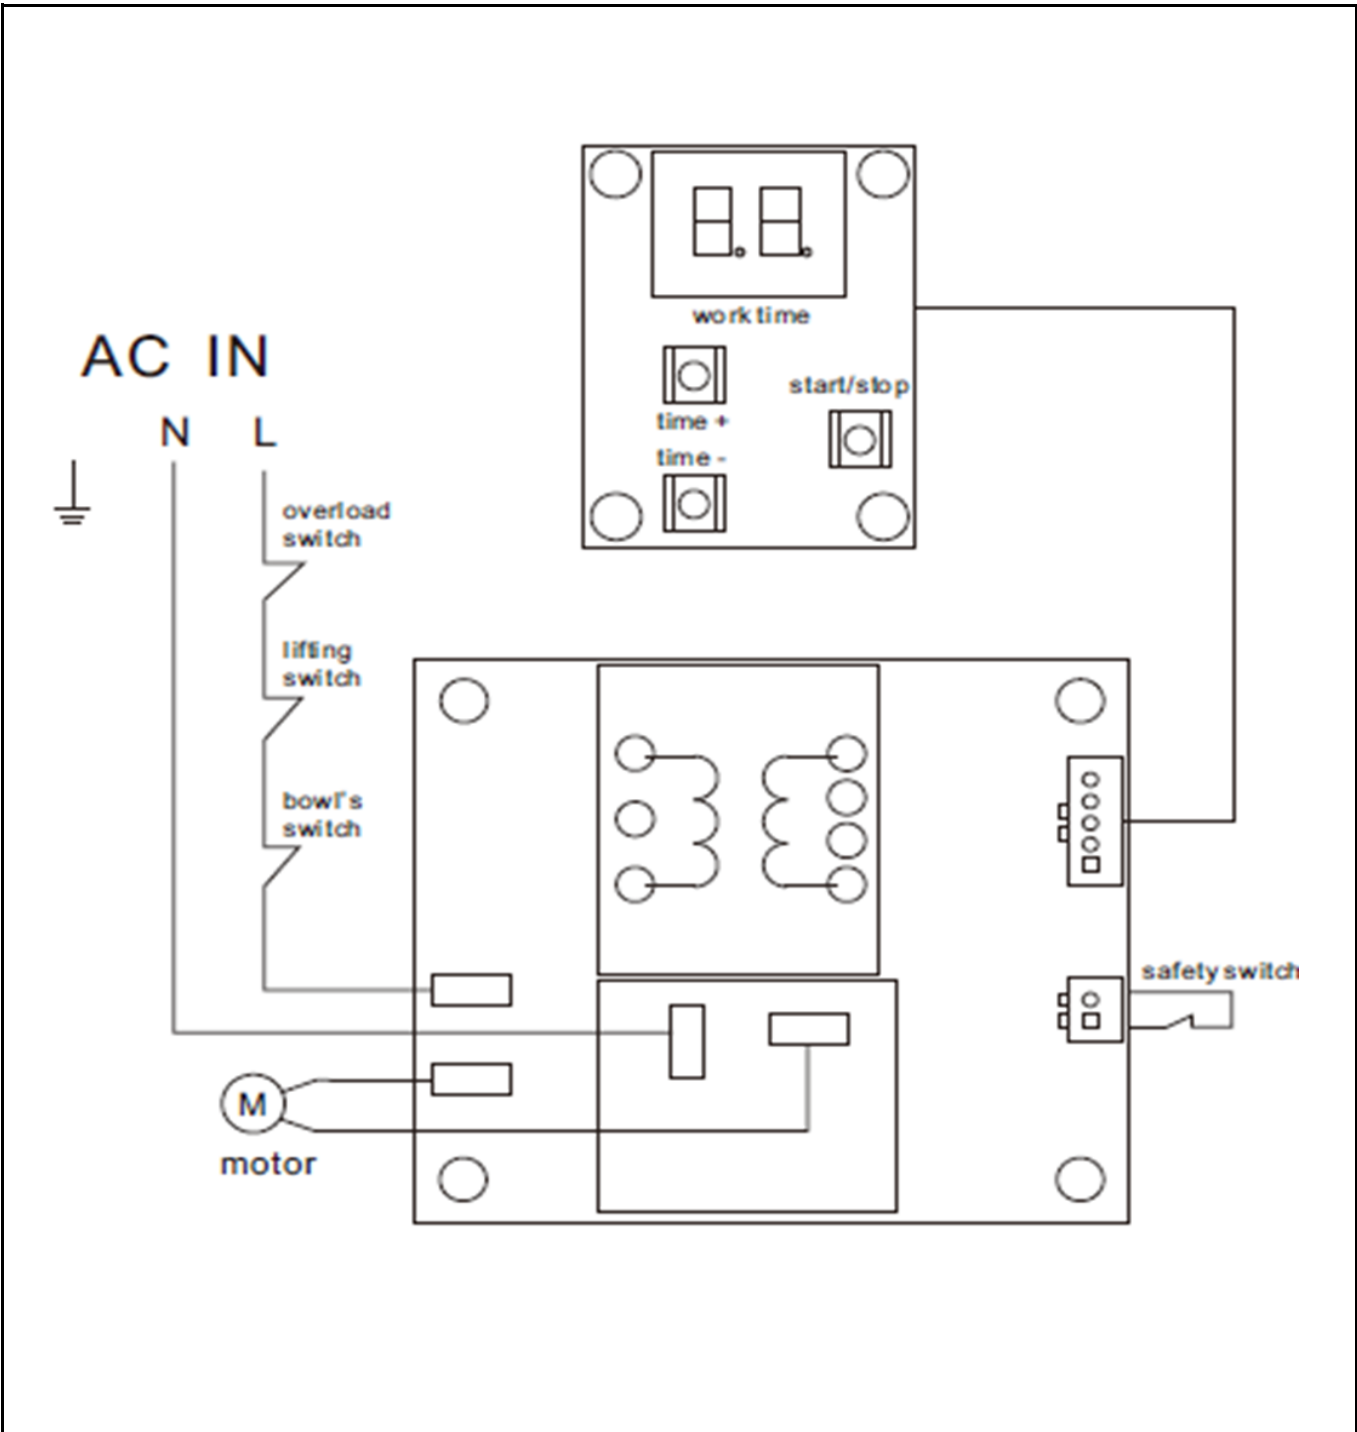 work time
AC IN
start/stop
N L
time +
time -
overload
switch
lifting
switch
bowl's
switch
safety switch
M
motor